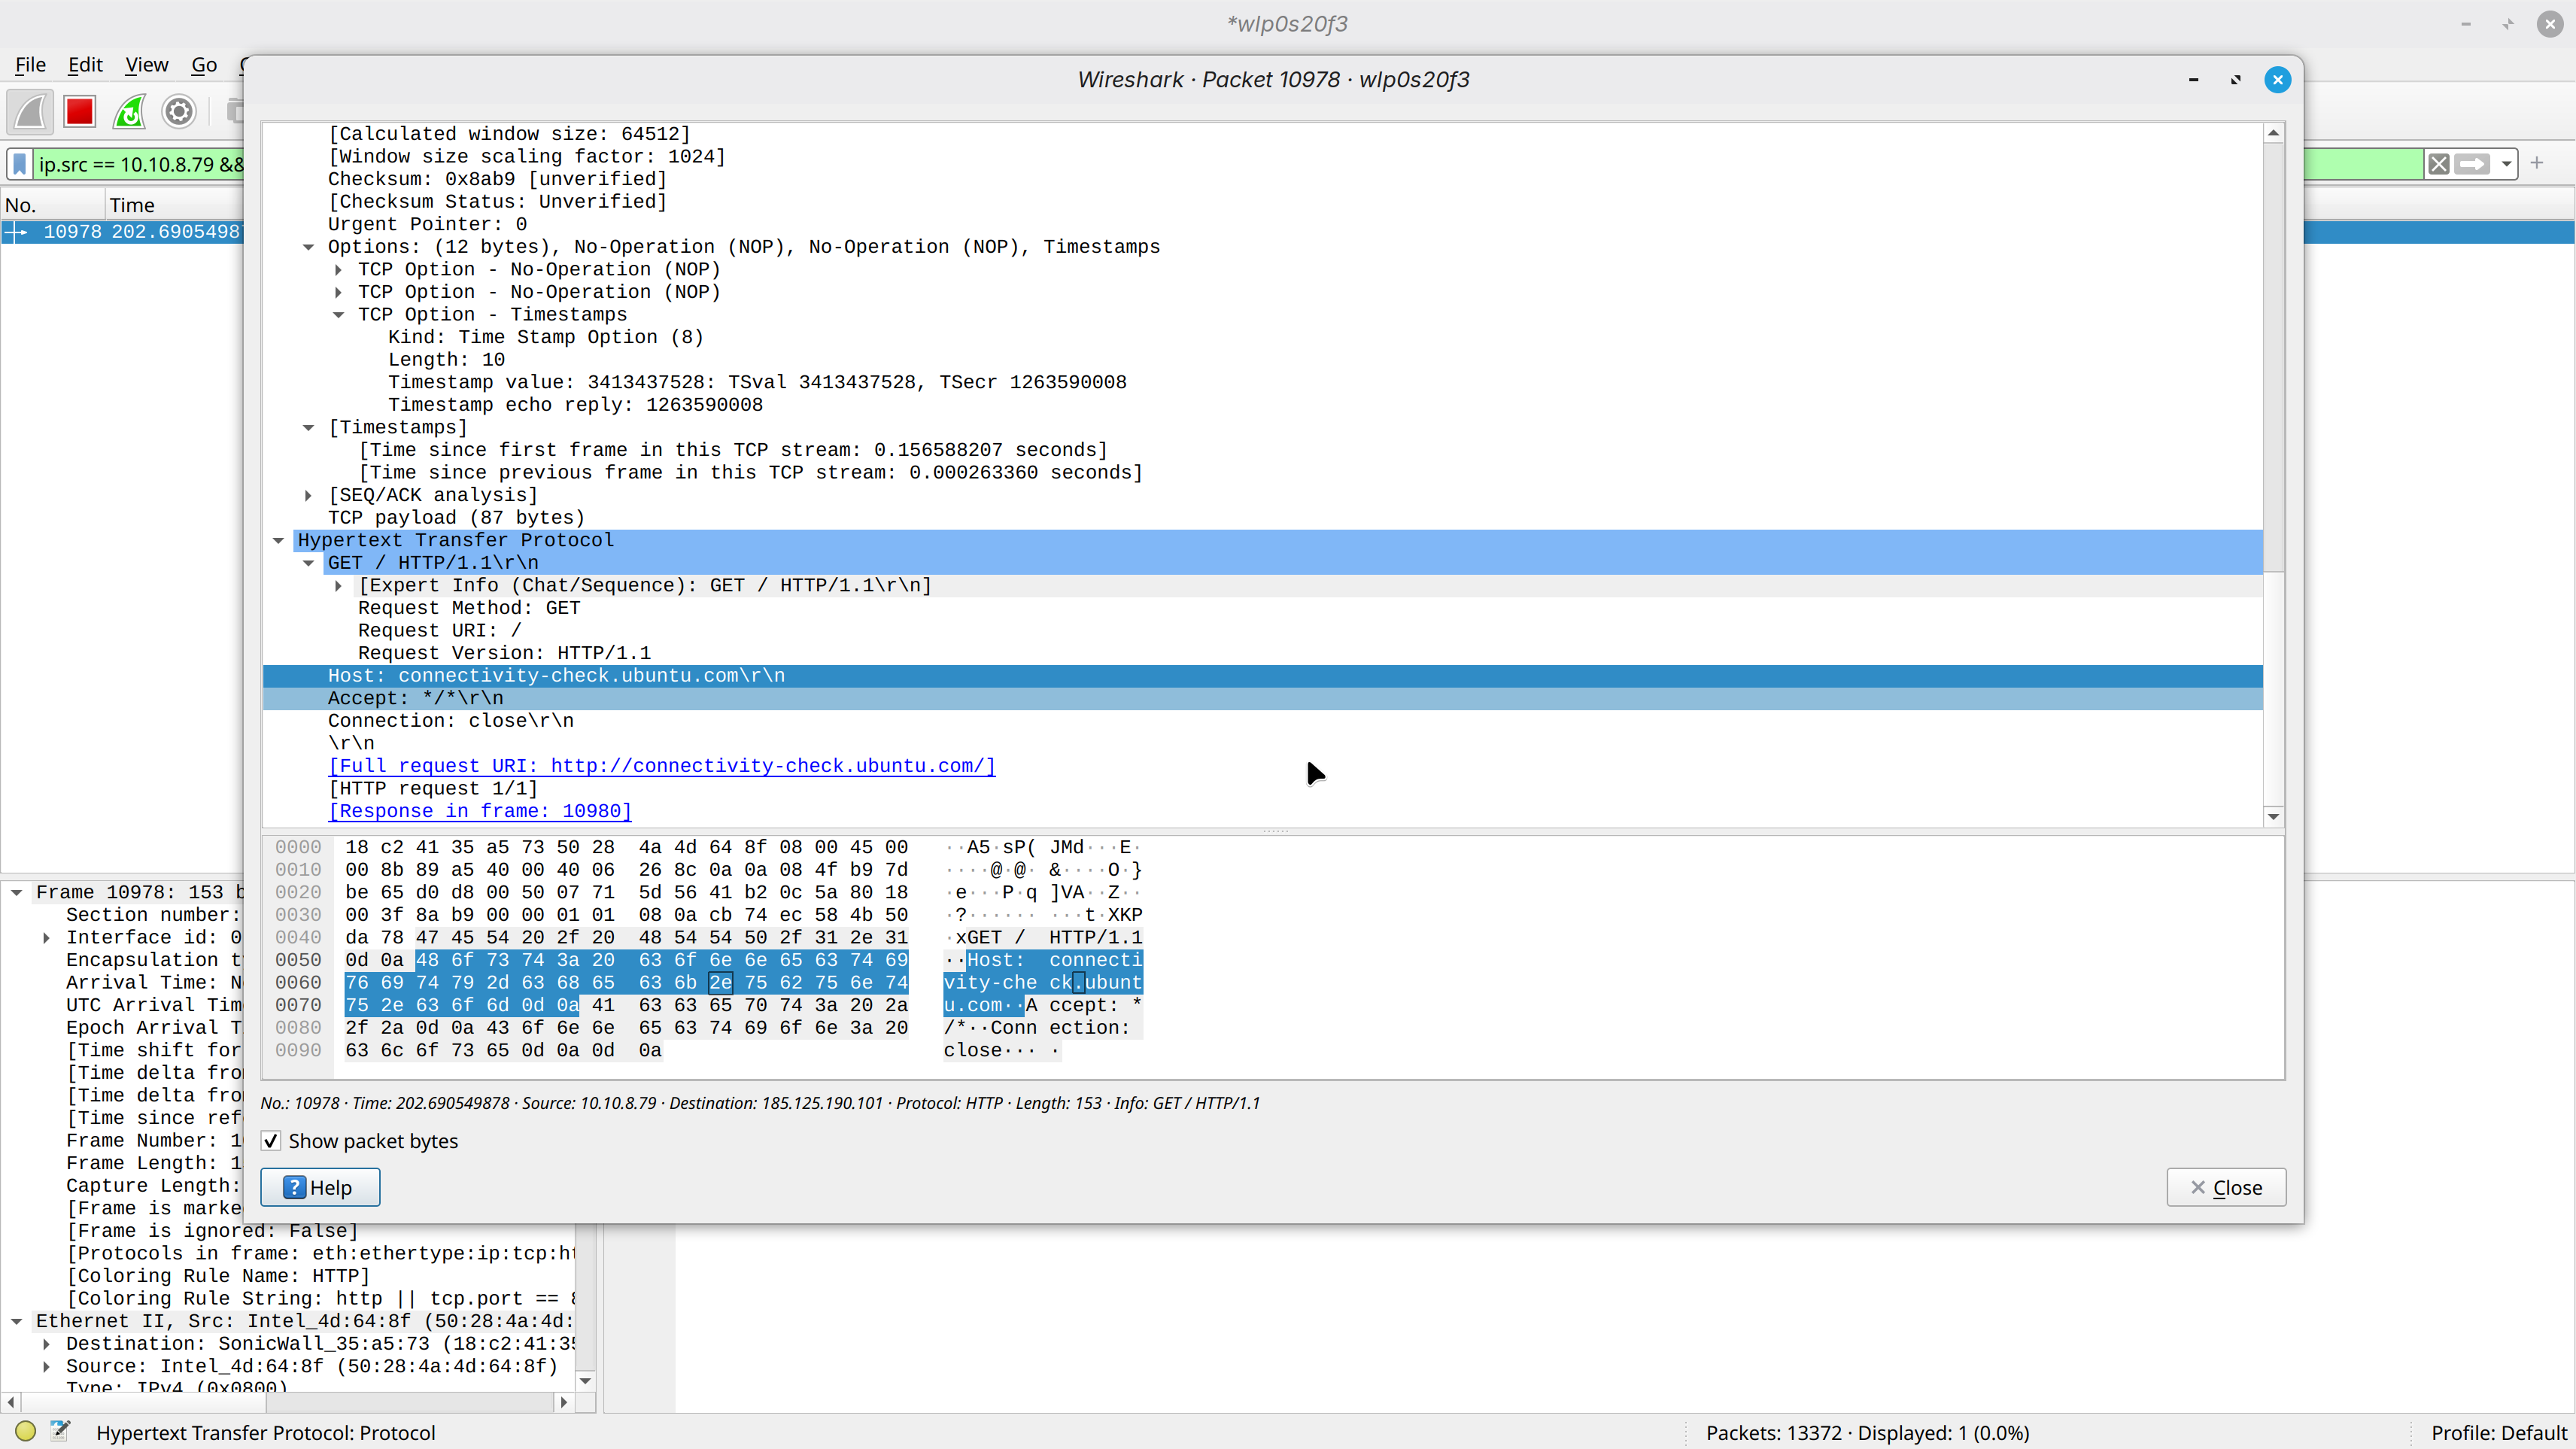 *wlp0s20f3
File Edit View Go
Wireshark · Packet 10978 · wlp0s20f3
ip.src == 10.10.8.79 &&
No. Time
10978 202.69054987
[Calculated window size: 64512]
[Window size scaling factor: 1024]
Checksum: 0x8ab9 [unverified]
[Checksum Status: Unverified]
Urgent Pointer: 0
Options: (12 bytes), No-Operation (NOP), No-Operation (NOP), Timestamps
TCP Option - No-Operation (NOP)
TCP Option - No-Operation (NOP)
TCP Option - Timestamps
Kind: Time Stamp Option (8)
Length: 10
Timestamp value: 3413437528: TSval 3413437528, TSecr 1263590008
Timestamp echo reply: 1263590008
[Timestamps]
[Time since first frame in this TCP stream: 0.156588207 seconds]
[Time since previous frame in this TCP stream: 0.000263360 seconds]
[SEQ/ACK analysis]
TCP payload (87 bytes)
Hypertext Transfer Protocol
GET / HTTP/1.1\r\n
[Expert Info (Chat/Sequence): GET / HTTP/1.1\r\n]
Request Method: GET
Request URI: /
Request Version: HTTP/1.1
Host: connectivity-check.ubuntu.com\r\n
Accept: */*\r\n
Connection: close\r\n
\r\n
[Full request URI: http://connectivity-check.ubuntu.com/]
[HTTP request 1/1]
[Response in frame: 10980]
0000 18 c2 41 35 a5 73 50 28 4a 4d 64 8f 08 00 45 00 ··A5·sP( JMd···E·
0010 00 8b 89 a5 40 00 40 06 26 8c 0a 0a 08 4f b9 7d ····@·@· &····O·}
0020 be 65 d0 d8 00 50 07 71 5d 56 41 b2 0c 5a 80 18 ·e···P·q ]VA··Z··
0030 00 3f 8a b9 00 00 01 01 08 0a cb 74 ec 58 4b 50 ·?······ ···t·XKP
0040 da 78 47 45 54 20 2f 20 48 54 54 50 2f 31 2e 31 ·xGET / HTTP/1.1
0050 0d 0a 48 6f 73 74 3a 20 63 6f 6e 6e 65 63 74 69 ··Host: connecti
0060 76 69 74 79 2d 63 68 65 63 6b 2e 75 62 75 6e 74 vity-che ck.ubunt
0070 75 2e 63 6f 6d 0d 0a 41 63 63 65 70 74 3a 20 2a u.com··A ccept: *
0080 2f 2a 0d 0a 43 6f 6e 6e 65 63 74 69 6f 6e 3a 20 /*··Conn ection:
0090 63 6c 6f 73 65 0d 0a 0d 0a close··· ·
No.: 10978 · Time: 202.690549878 · Source: 10.10.8.79 · Destination: 185.125.190.101 · Protocol: HTTP · Length: 153 · Info: GET / HTTP/1.1
Show packet bytes
Help
Close
Frame 10978: 153 b
Section number:
Interface id: 0
Encapsulation t
Arrival Time: N
UTC Arrival Tim
Epoch Arrival T
[Time shift for
[Time delta fro
[Time delta fro
[Time since ref
Frame Number: 1
Frame Length: 1
Capture Length:
[Frame is marke
[Frame is ignored: False]
[Protocols in frame: eth:ethertype:ip:tcp:ht
[Coloring Rule Name: HTTP]
[Coloring Rule String: http || tcp.port == 8
Ethernet II, Src: Intel_4d:64:8f (50:28:4a:4d:
Destination: SonicWall_35:a5:73 (18:c2:41:35
Source: Intel_4d:64:8f (50:28:4a:4d:64:8f)
Type: IPv4 (0x0800)
Hypertext Transfer Protocol: Protocol
Packets: 13372 · Displayed: 1 (0.0%)
Profile: Default